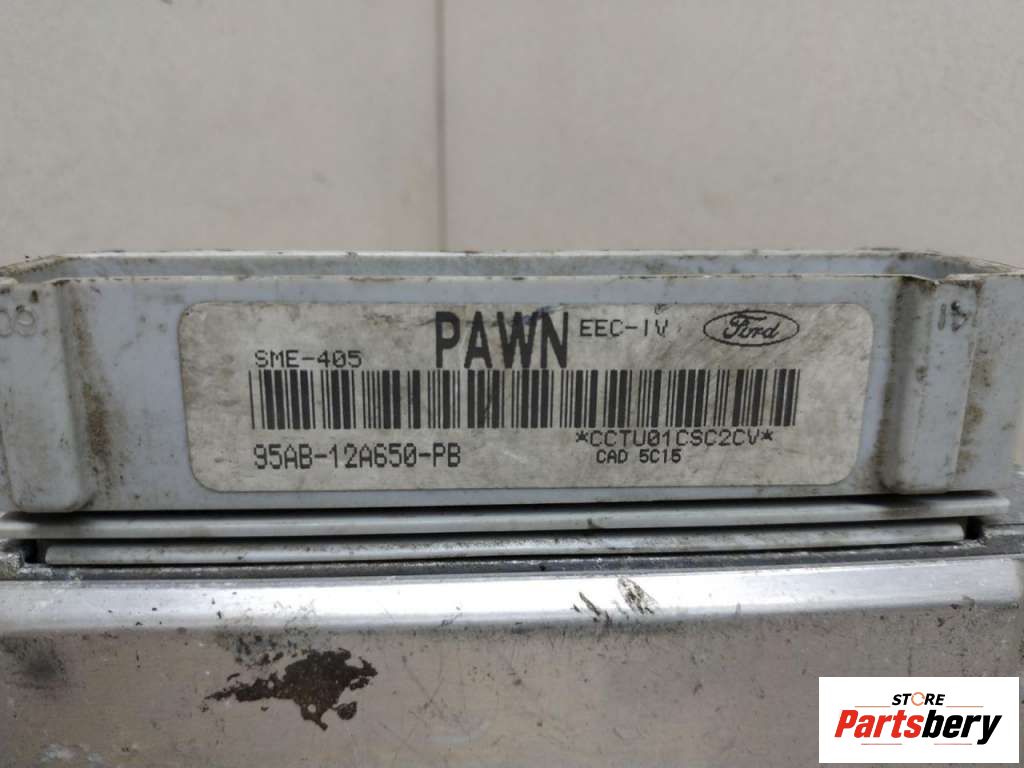 PAWN EEC-IV Ford
SME-405
*CCTU01CSC2CV*
95AB-12A650-PB
CAD 5C15
STORE
Partsbery